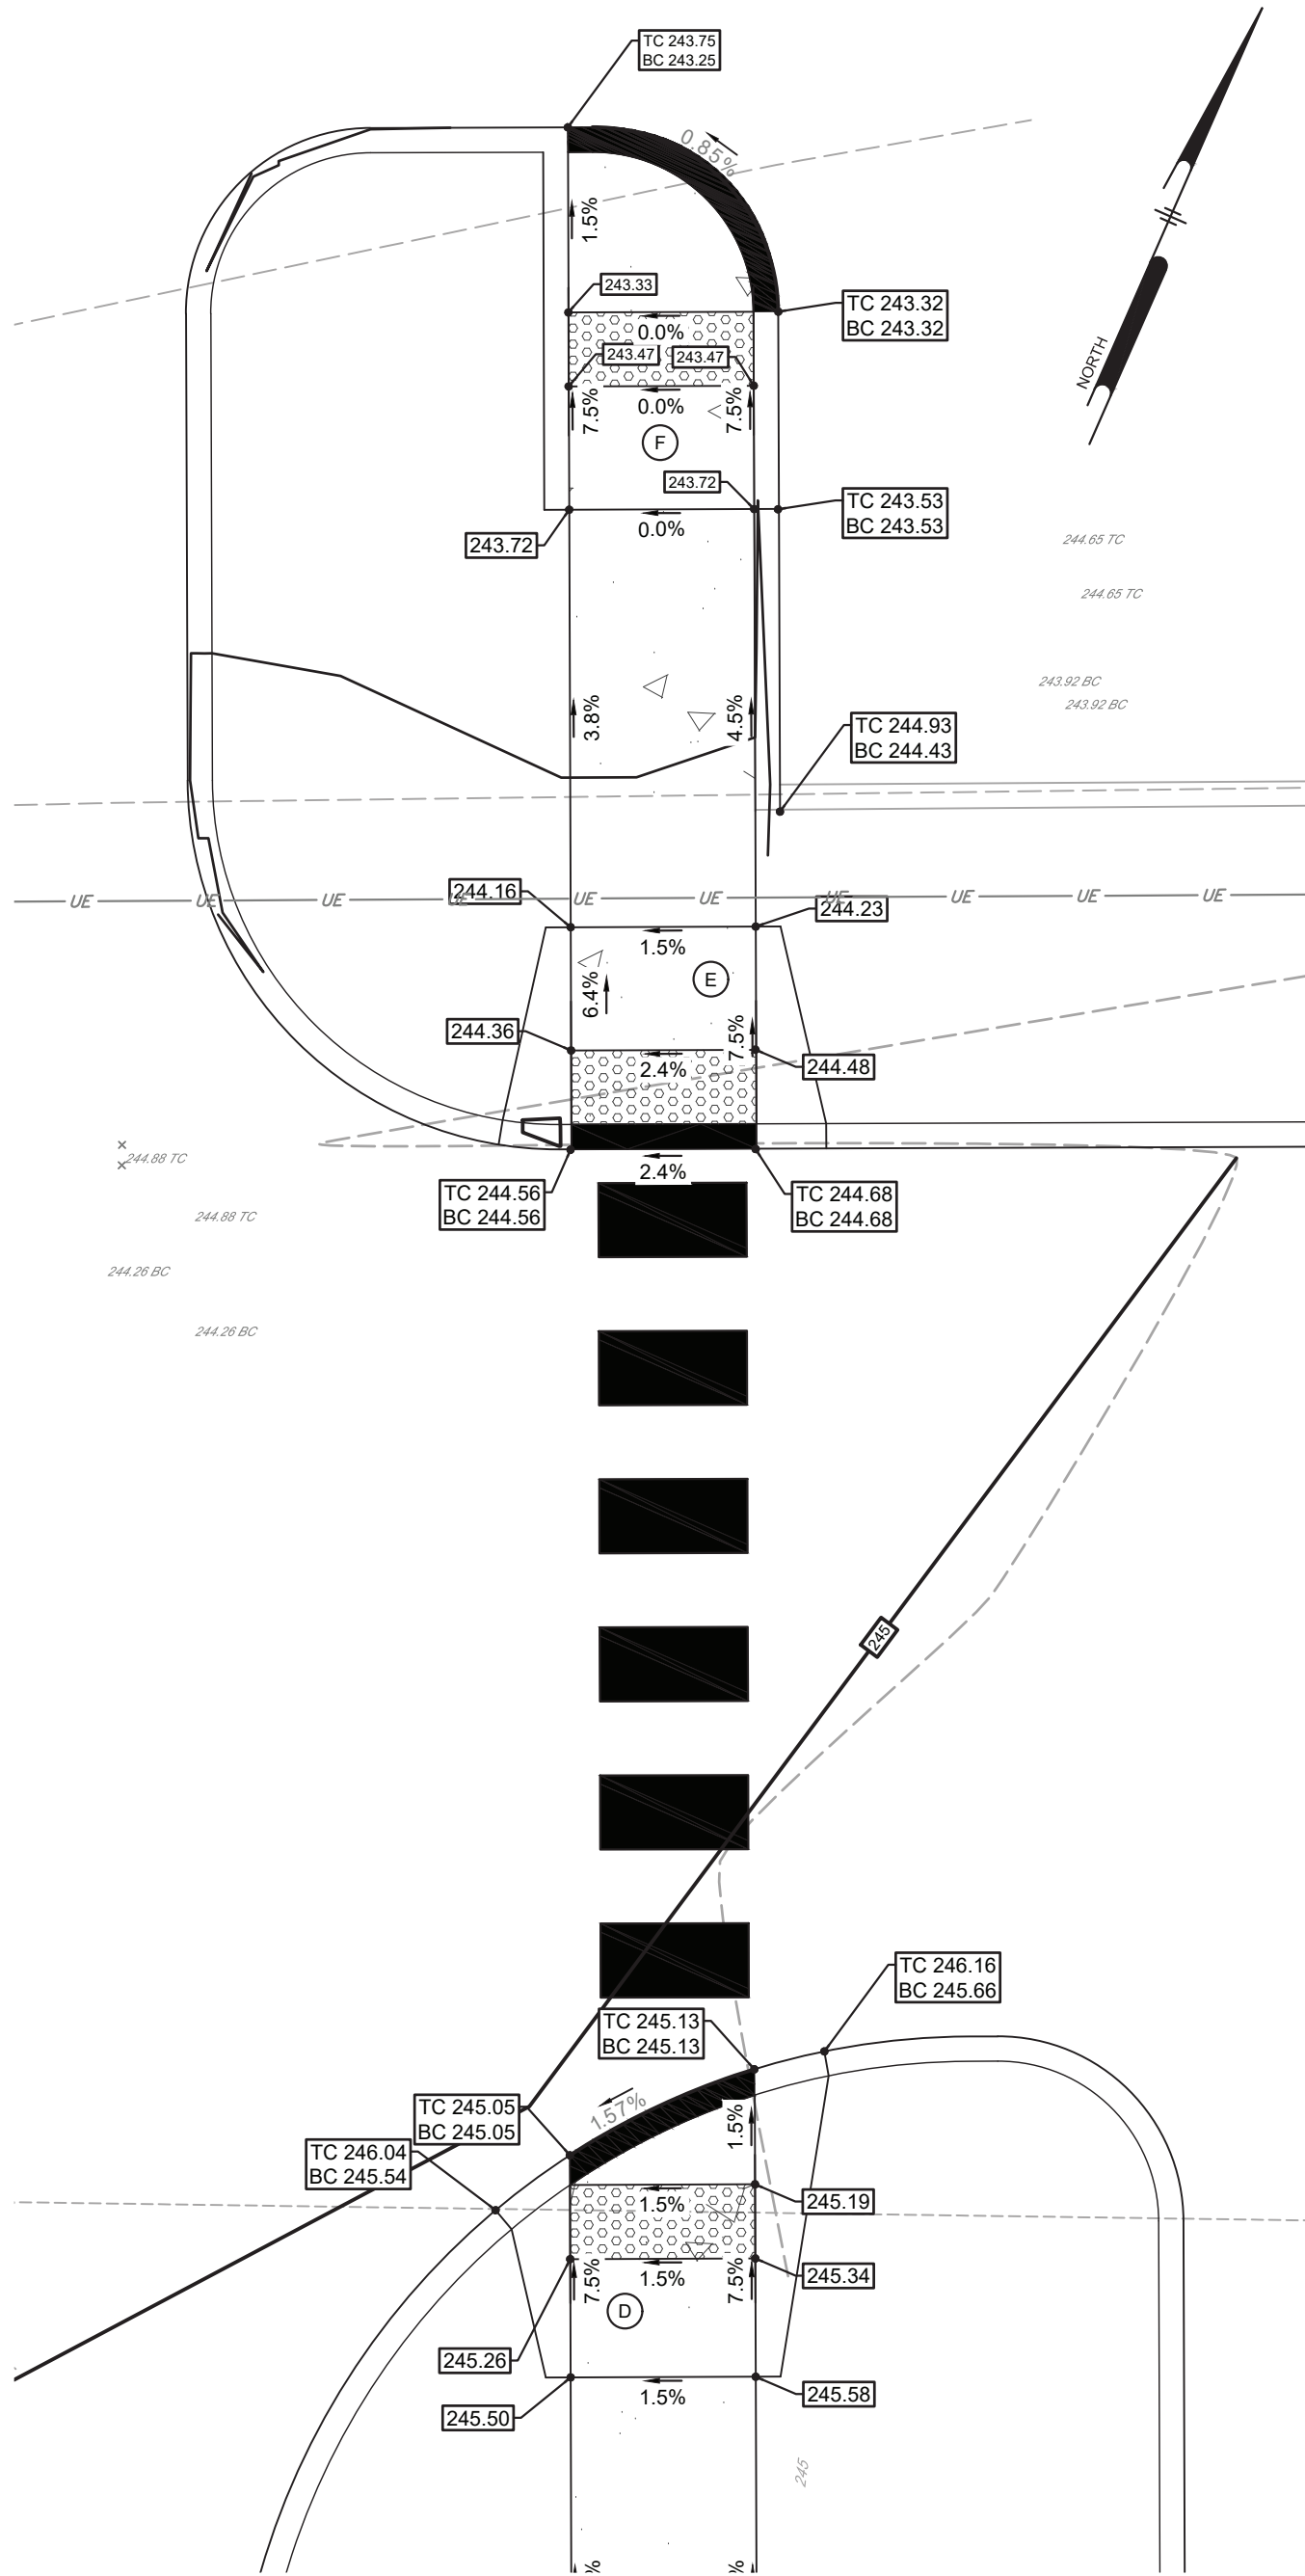 TC 243.75
BC 243.25
0.85%
1.5%
243.33
TC 243.32
BC 243.32
0.0%
243.47
243.47
NORTH
7.5%
0.0%
7.5%
F
243.72
TC 243.53
BC 243.53
0.0%
243.72
244.65 TC
244.65 TC
243.92 BC
243.92 BC
3.8%
4.5%
TC 244.93
BC 244.43
244.16
UE UE UE UE UE UE UE UE UE UE
244.23
1.5%
6.4%
E
244.36
7.5%
2.4%
244.48
244.88 TC
2.4%
TC 244.56
BC 244.56
TC 244.68
BC 244.68
244.88 TC
244.26 BC
244.26 BC
245
TC 246.16
BC 245.66
TC 245.13
BC 245.13
1.57%
TC 245.05
BC 245.05
1.5%
TC 246.04
BC 245.54
1.5%
245.19
7.5%
1.5%
7.5%
245.34
D
245.26
1.5%
245.58
245.50
245
%
%